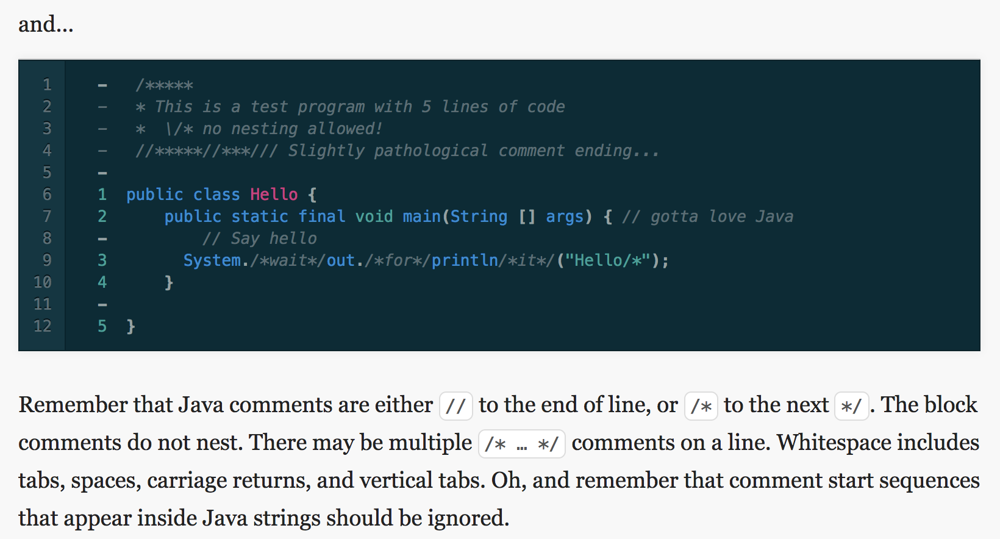 and...
1 – /*****
2 – * This is a test program with 5 lines of code
3 – *  \/* no nesting allowed!
4 – //*****//***/// Slightly pathological comment ending...
5 –
6 1 public class Hello {
7 2     public static final void main(String [] args) { // gotta love Java
8 –         // Say hello
9 3       System./*wait*/out./*for*/println/*it*/("Hello/*");
10 4     }
11 –
12 5 }
Remember that Java comments are either // to the end of line, or /* to the next */. The block
comments do not nest. There may be multiple /* … */ comments on a line. Whitespace includes
tabs, spaces, carriage returns, and vertical tabs. Oh, and remember that comment start sequences
that appear inside Java strings should be ignored.